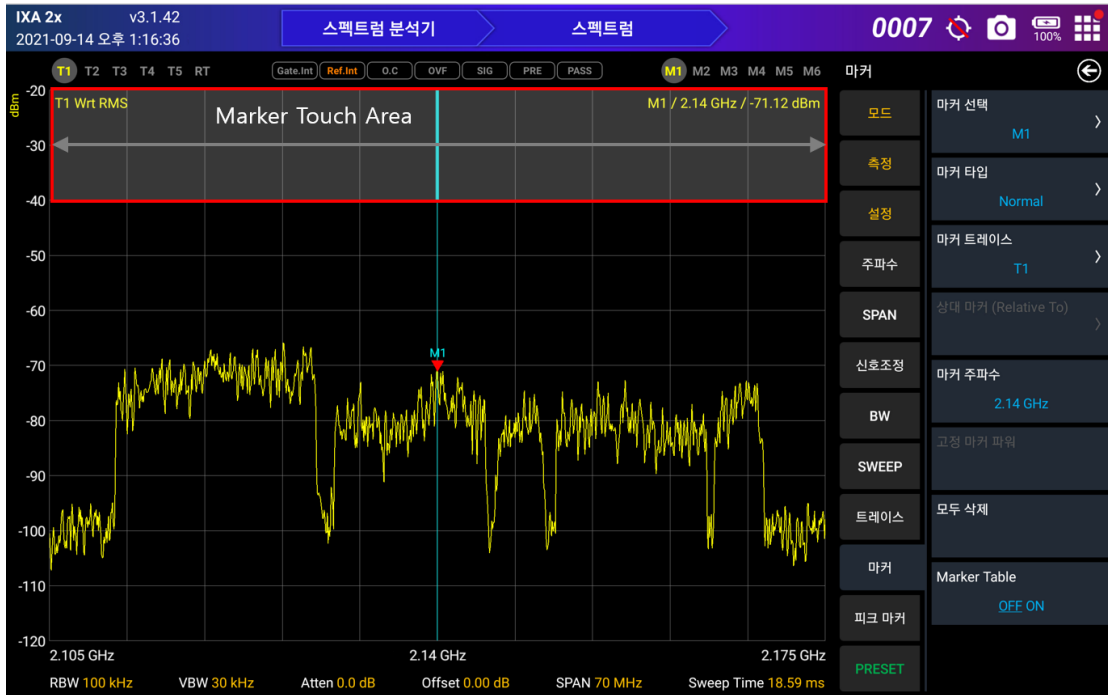 IXA 2x v3.1.42
2021-09-14 오후 1:16:36
스펙트럼 분석기
스펙트럼
0007
100%
T1 T2 T3 T4 T5 RT
Gate.Int Ref.Int O.C OVF SIG PRE PASS
M1 M2 M3 M4 M5 M6
dBm
T1 Wrt RMS
M1 / 2.14 GHz / -71.12 dBm
Marker Touch Area
-20
-30
-40
-50
-60
-70
-80
-90
-100
-110
-120
M1
2.105 GHz 2.14 GHz 2.175 GHz
RBW 100 kHz VBW 30 kHz Atten 0.0 dB Offset 0.00 dB SPAN 70 MHz Sweep Time 18.59 ms
마커
모드
측정
설정
주파수
SPAN
신호조정
BW
SWEEP
트레이스
마커
피크 마커
PRESET
마커 선택
M1
마커 타입
Normal
마커 트레이스
T1
상대 마커 (Relative To)
마커 주파수
2.14 GHz
고정 마커 파워
모두 삭제
Marker Table
OFF ON